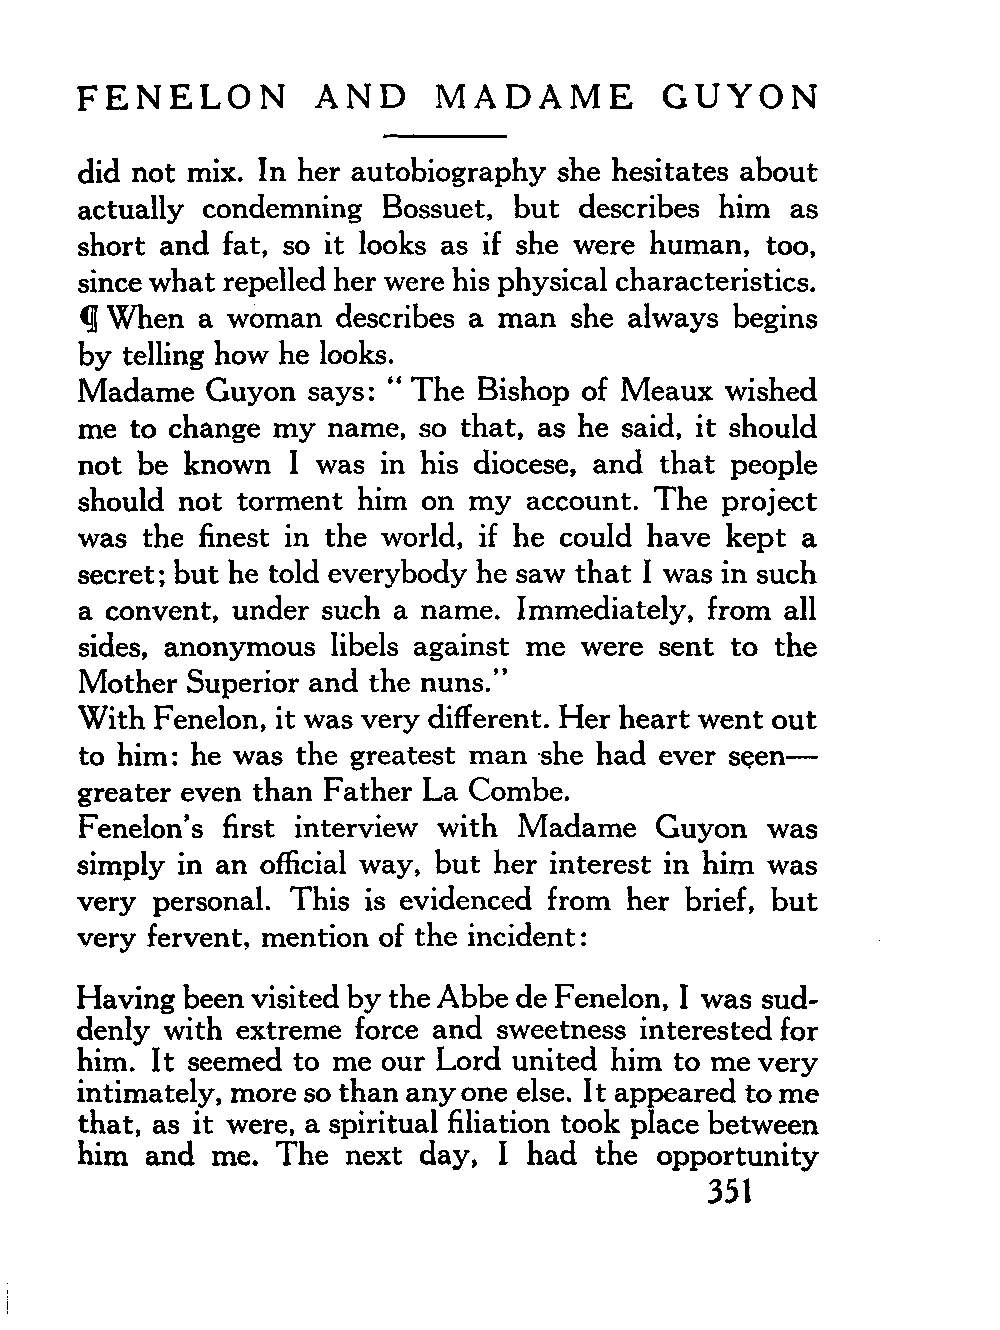 FENELON AND MADAME GUYON
did not mix. In her autobiography she hesitates about
actually condemning Bossuet, but describes him as
short and fat, so it looks as if she were human, too,
since what repelled her were his physical characteristics.
¶ When a woman describes a man she always begins
by telling how he looks.
Madame Guyon says: “ The Bishop of Meaux wished
me to change my name, so that, as he said, it should
not be known I was in his diocese, and that people
should not torment him on my account. The project
was the finest in the world, if he could have kept a
secret; but he told everybody he saw that I was in such
a convent, under such a name. Immediately, from all
sides, anonymous libels against me were sent to the
Mother Superior and the nuns.”
With Fenelon, it was very different. Her heart went out
to him: he was the greatest man she had ever seen—
greater even than Father La Combe.
Fenelon's first interview with Madame Guyon was
simply in an official way, but her interest in him was
very personal. This is evidenced from her brief, but
very fervent, mention of the incident:
Having been visited by the Abbe de Fenelon, I was sud-
denly with extreme force and sweetness interested for
him. It seemed to me our Lord united him to me very
intimately, more so than any one else. It appeared to me
that, as it were, a spiritual filiation took place between
him and me. The next day, I had the opportunity
351